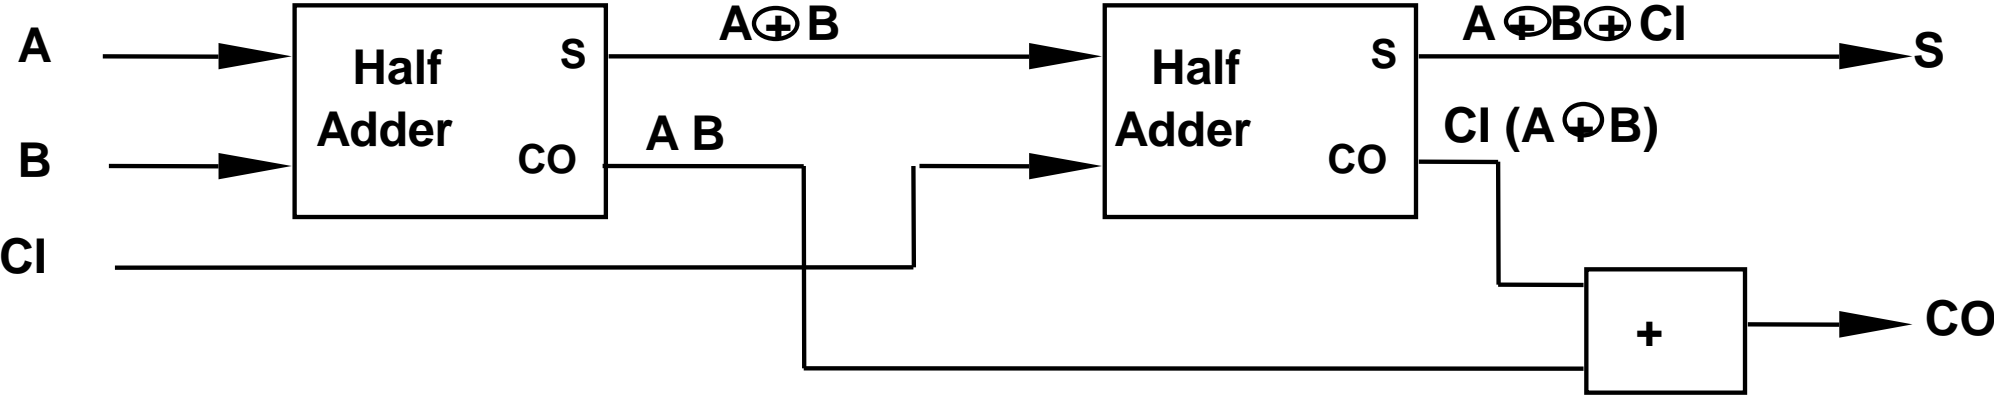 A
B
CI
Half
Adder
S
CO
A⊕B
A B
Half
Adder
S
CO
A ⊕B⊕ CI
CI (A ⊕B)
S
+
CO